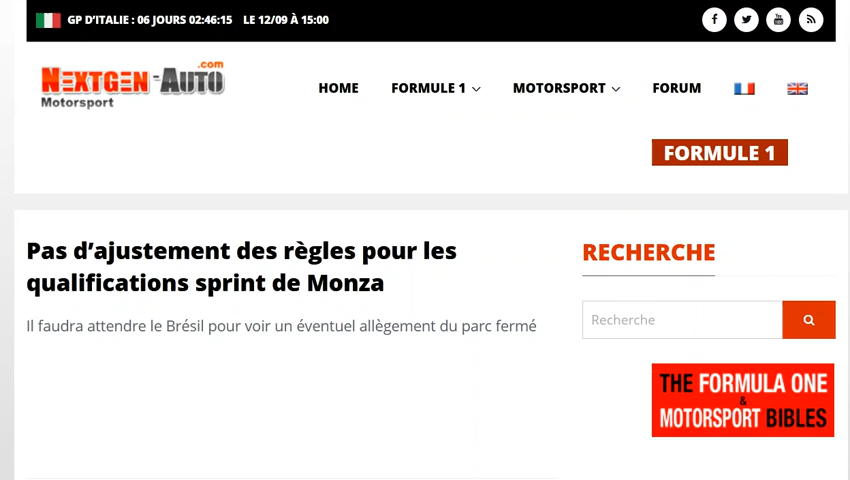 GP D’ITALIE : 06 JOURS 02:46:15 LE 12/09 À 15:00
NEXTGEN-AUTO.com
Motorsport
HOME FORMULE 1 MOTORSPORT FORUM
FORMULE 1
Pas d’ajustement des règles pour les
qualifications sprint de Monza
Il faudra attendre le Brésil pour voir un éventuel allègement du parc fermé
RECHERCHE
Recherche
THE FORMULA ONE
&
MOTORSPORT BIBLES